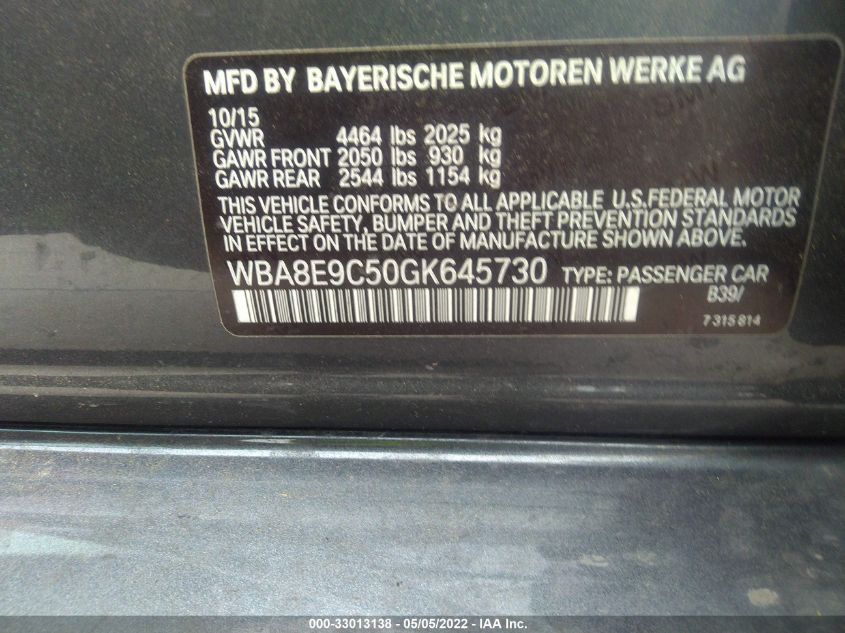 MFD BY BAYERISCHE MOTOREN WERKE AG
10/15
GVWR 4464 lbs 2025 kg
GAWR FRONT 2050 lbs 930 kg
GAWR REAR 2544 lbs 1154 kg
THIS VEHICLE CONFORMS TO ALL APPLICABLE U.S.FEDERAL MOTOR
VEHICLE SAFETY, BUMPER AND THEFT PREVENTION STANDARDS
IN EFFECT ON THE DATE OF MANUFACTURE SHOWN ABOVE.
WBA8E9C50GK645730 TYPE: PASSENGER CAR
B39/
7 315 814
000-33013138 - 05/05/2022 - IAA Inc.